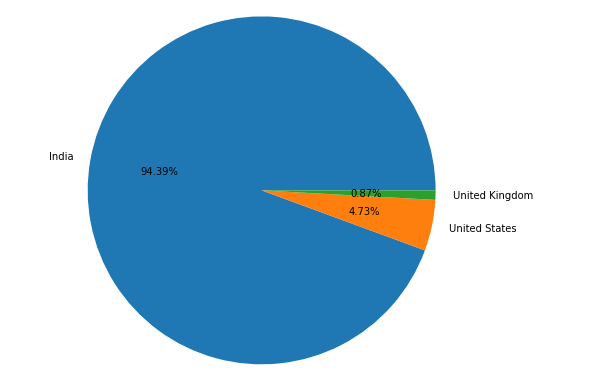 India
94.39%
0.87%
United Kingdom
4.73%
United States